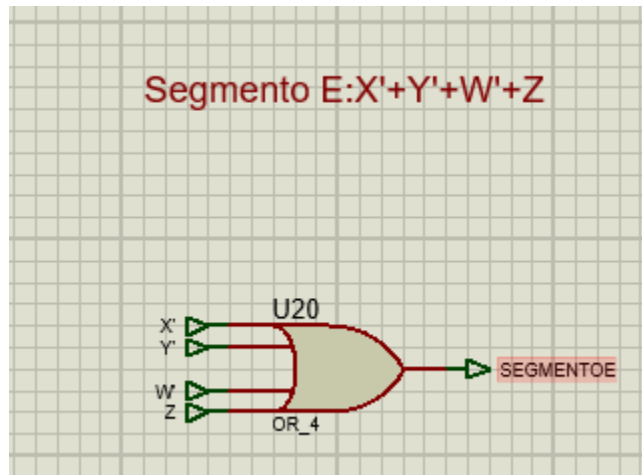 Segmento E:X'+Y'+W'+Z
U20
X'
Y'
SEGMENTOE
W'
Z
OR_4